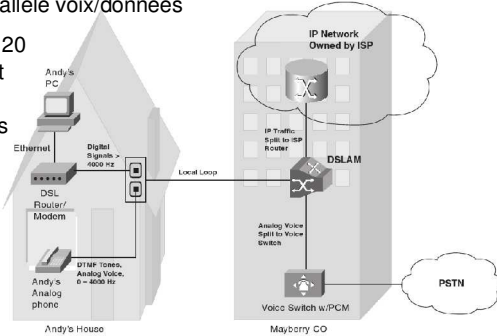 allèle voix/données
20
t
s
IP Network
Owned by ISP
Andy's
PC
Ethernet
Digital
Signals >
4000 Hz
IP Traffic
Split to ISP
Router
DSLAM
Local Loop
DSL
Router/
Modem
Analog Voice
Split to Voice
Switch
DTMF Tones,
Analog Voice,
0 – 4000 Hz
Andy's
Analog
phone
PSTN
Voice Switch w/PCM
Andy's House
Mayberry CO